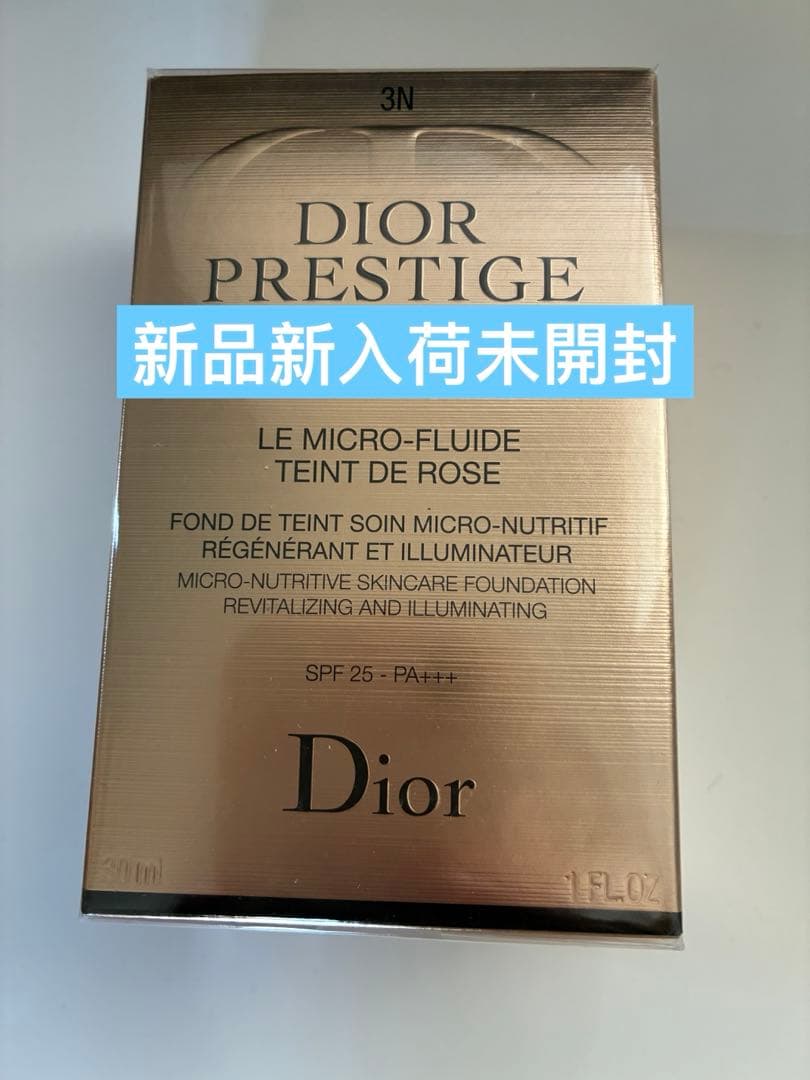 3N
DIOR
PRESTIGE
新品新入荷未開封
LE MICRO-FLUIDE
TEINT DE ROSE
FOND DE TEINT SOIN MICRO-NUTRITIF
RÉGÉNÉRANT ET ILLUMINATEUR
MICRO-NUTRITIVE SKINCARE FOUNDATION
REVITALIZING AND ILLUMINATING
SPF 25 - PA+++
Dior
30ml
1 FL.OZ